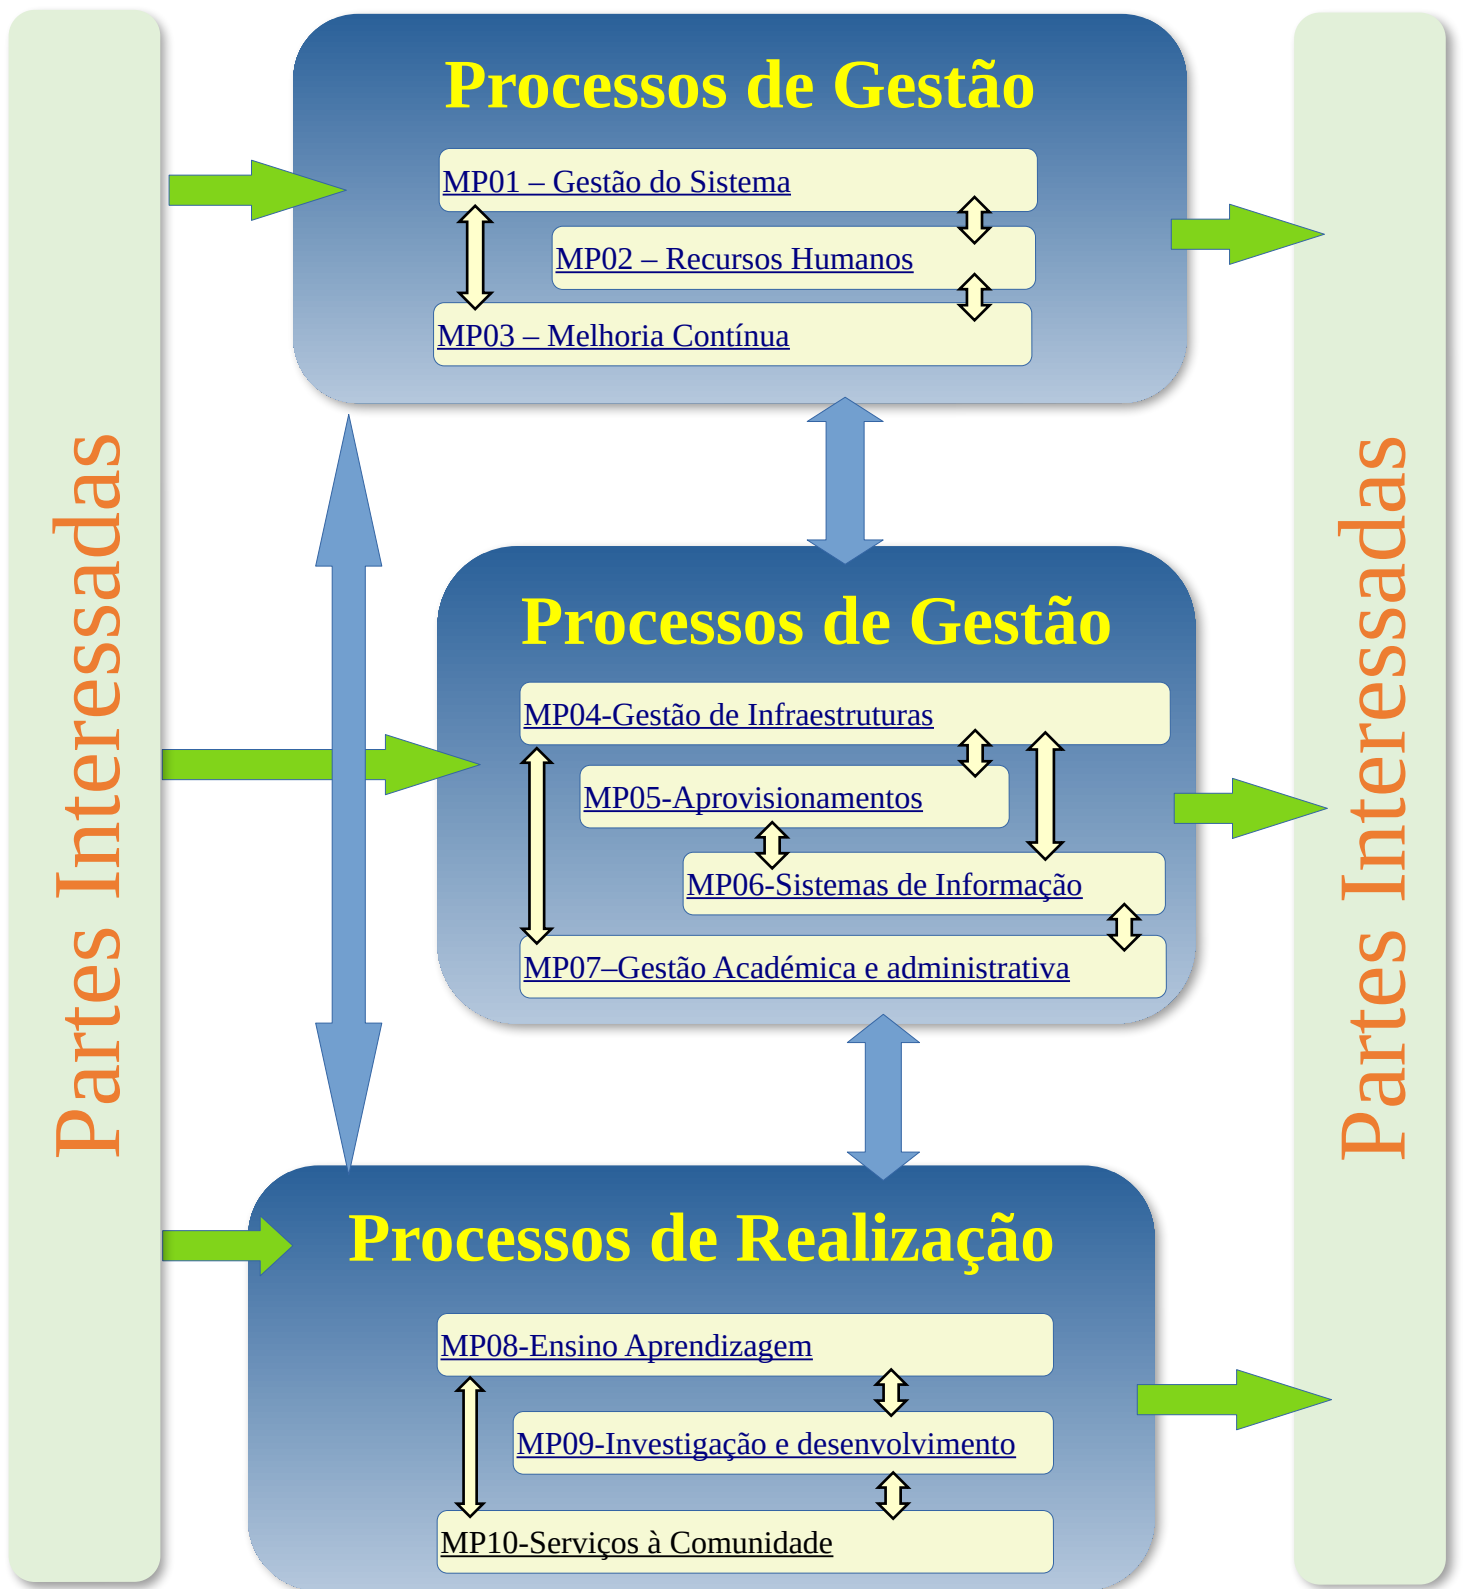 Partes Interessadas
Processos de Gestão
MP01 – Gestão do Sistema
MP02 – Recursos Humanos
MP03 – Melhoria Contínua
Processos de Gestão
MP04-Gestão de Infraestruturas
MP05-Aprovisionamentos
MP06-Sistemas de Informação
MP07–Gestão Académica e administrativa
Processos de Realização
MP08-Ensino Aprendizagem
MP09-Investigação e desenvolvimento
MP10-Serviços à Comunidade
Partes Interessadas